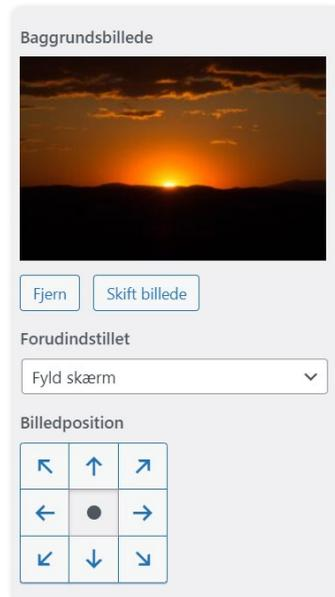 Baggrundsbillede
Fjern
Skift billede
Forudindstillet
Fyld skærm
Billedposition